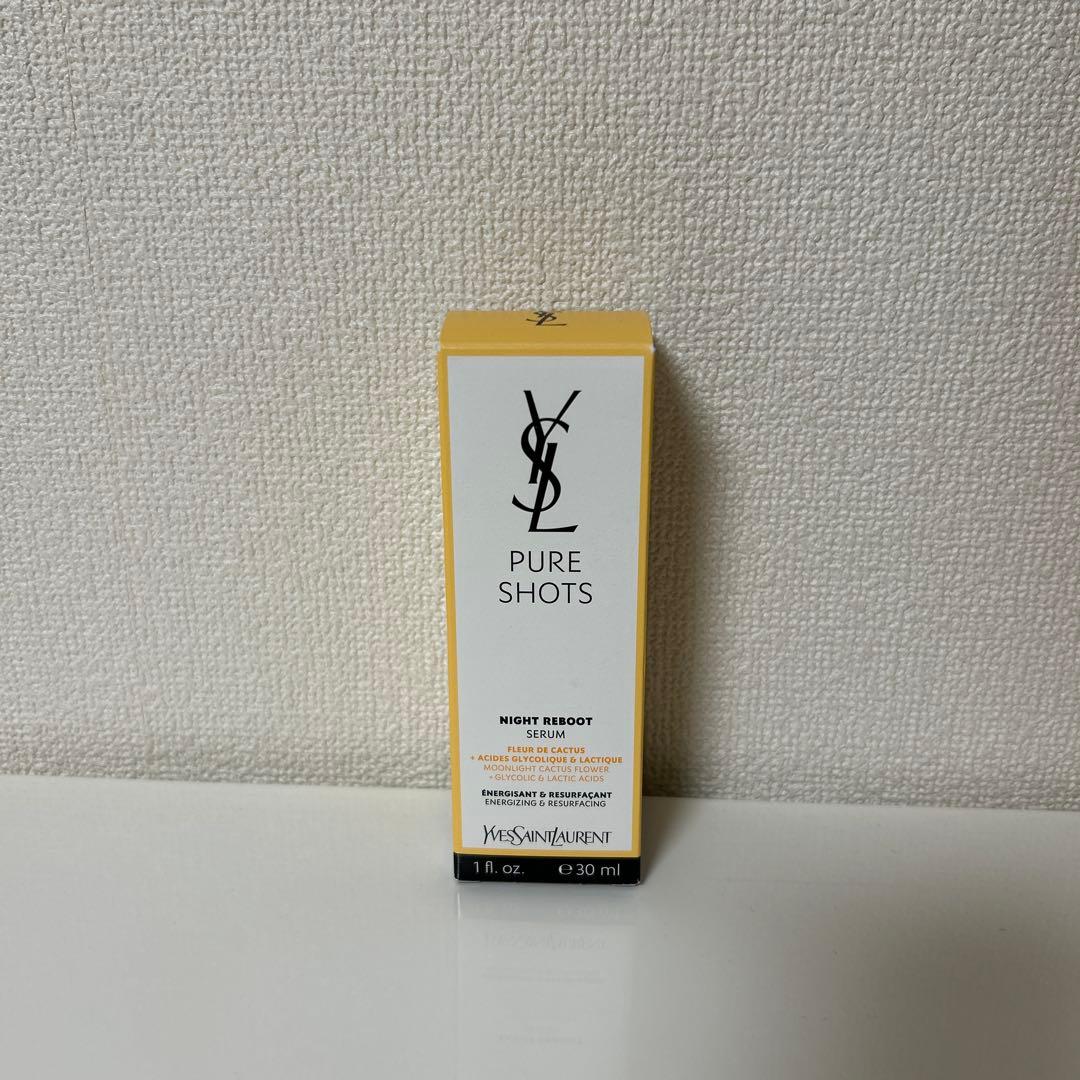 YSL
YSL
PURE
SHOTS
NIGHT REBOOT
SERUM
FLEUR DE CACTUS
+ ACIDES GLYCOLIQUE & LACTIQUE
MOONLIGHT CACTUS FLOWER
+ GLYCOLIC & LACTIC ACIDS
ÉNERGISANT & RESURFAÇANT
ENERGIZING & RESURFACING
YVESSAINTLAURENT
1 fl. oz. ℮ 30 ml